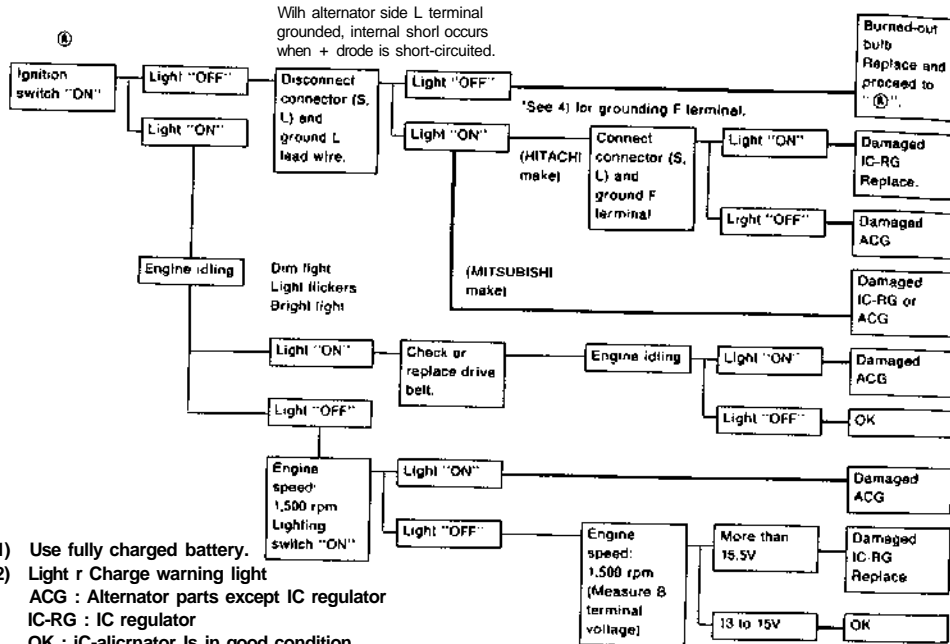 Wilh alternator side L terminal
grounded, internal shorl occurs
when + drode is short-circuited.
Ⓐ
Ignition
switch "ON"
Light "OFF"
Light "ON"
Disconnect
connector (S,
L) and
ground L
lead wire.
Light "OFF"
Light "ON"
Burned-out
bulb
Replace and
proceed to
"Ⓐ".
*See 4) for grounding F terminal.
(HITACHI
make)
Connect
connector (S,
L) and
ground F
terminal
Light "ON"
Damaged
IC-RG
Replace.
Light "OFF"
Damaged
ACG
(MITSUBISHI
make)
Damaged
IC-RG or
ACG
Engine idling
Dim light
Light flickers
Bright light
Light "ON"
Check or
replace drive
belt.
Engine idling
Light "ON"
Damaged
ACG
Light "OFF"
OK
Light "OFF"
Engine
speed:
1,500 rpm
Lighting
switch "ON"
Light "ON"
Damaged
ACG
Light "OFF"
Engine
speed:
1,500 rpm
(Measure B
terminal
voltage)
More than
15.5V
Damaged
IC-RG
Replace
13 to 15V
OK
1) Use fully charged battery.
2) Light r Charge warning light
ACG : Alternator parts except IC regulator
IC-RG : IC regulator
OK : iC-alicrnator Is in good condition